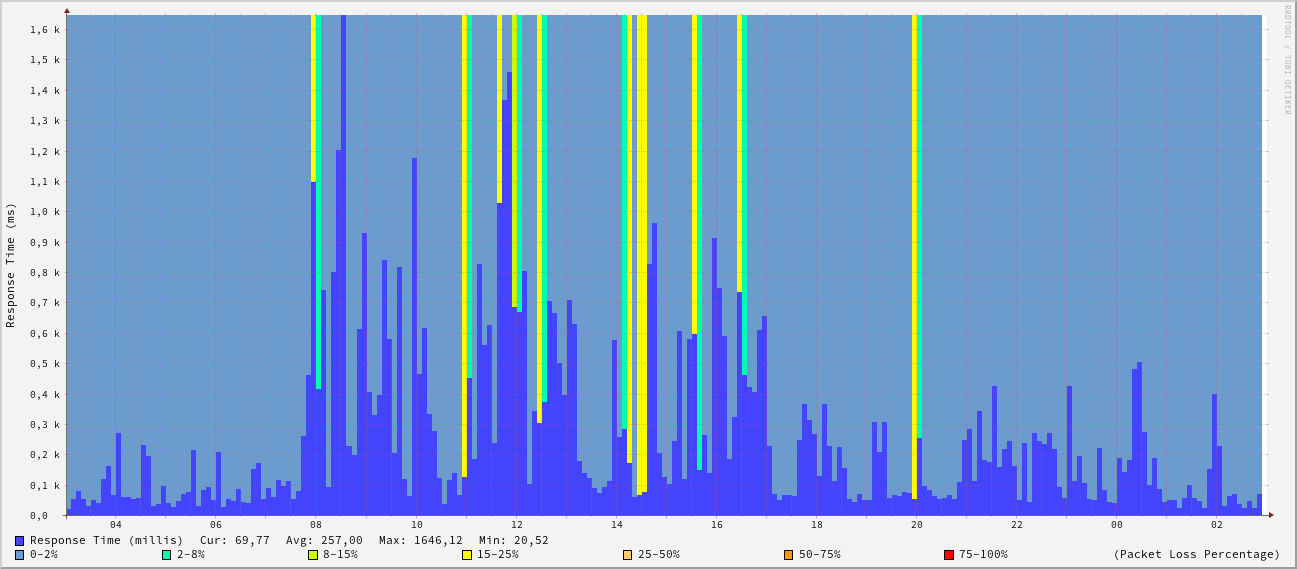 RRDTOOL / TOBI OETIKER
Response Time (ms)
1,6 k
1,5 k
1,4 k
1,3 k
1,2 k
1,1 k
1,0 k
0,9 k
0,8 k
0,7 k
0,6 k
0,5 k
0,4 k
0,3 k
0,2 k
0,1 k
0,0
04 06 08 10 12 14 16 18 20 22 00 02
Response Time (millis) Cur: 69,77 Avg: 257,00 Max: 1646,12 Min: 20,52
0-2% 2-8% 8-15% 15-25% 25-50% 50-75% 75-100% (Packet Loss Percentage)